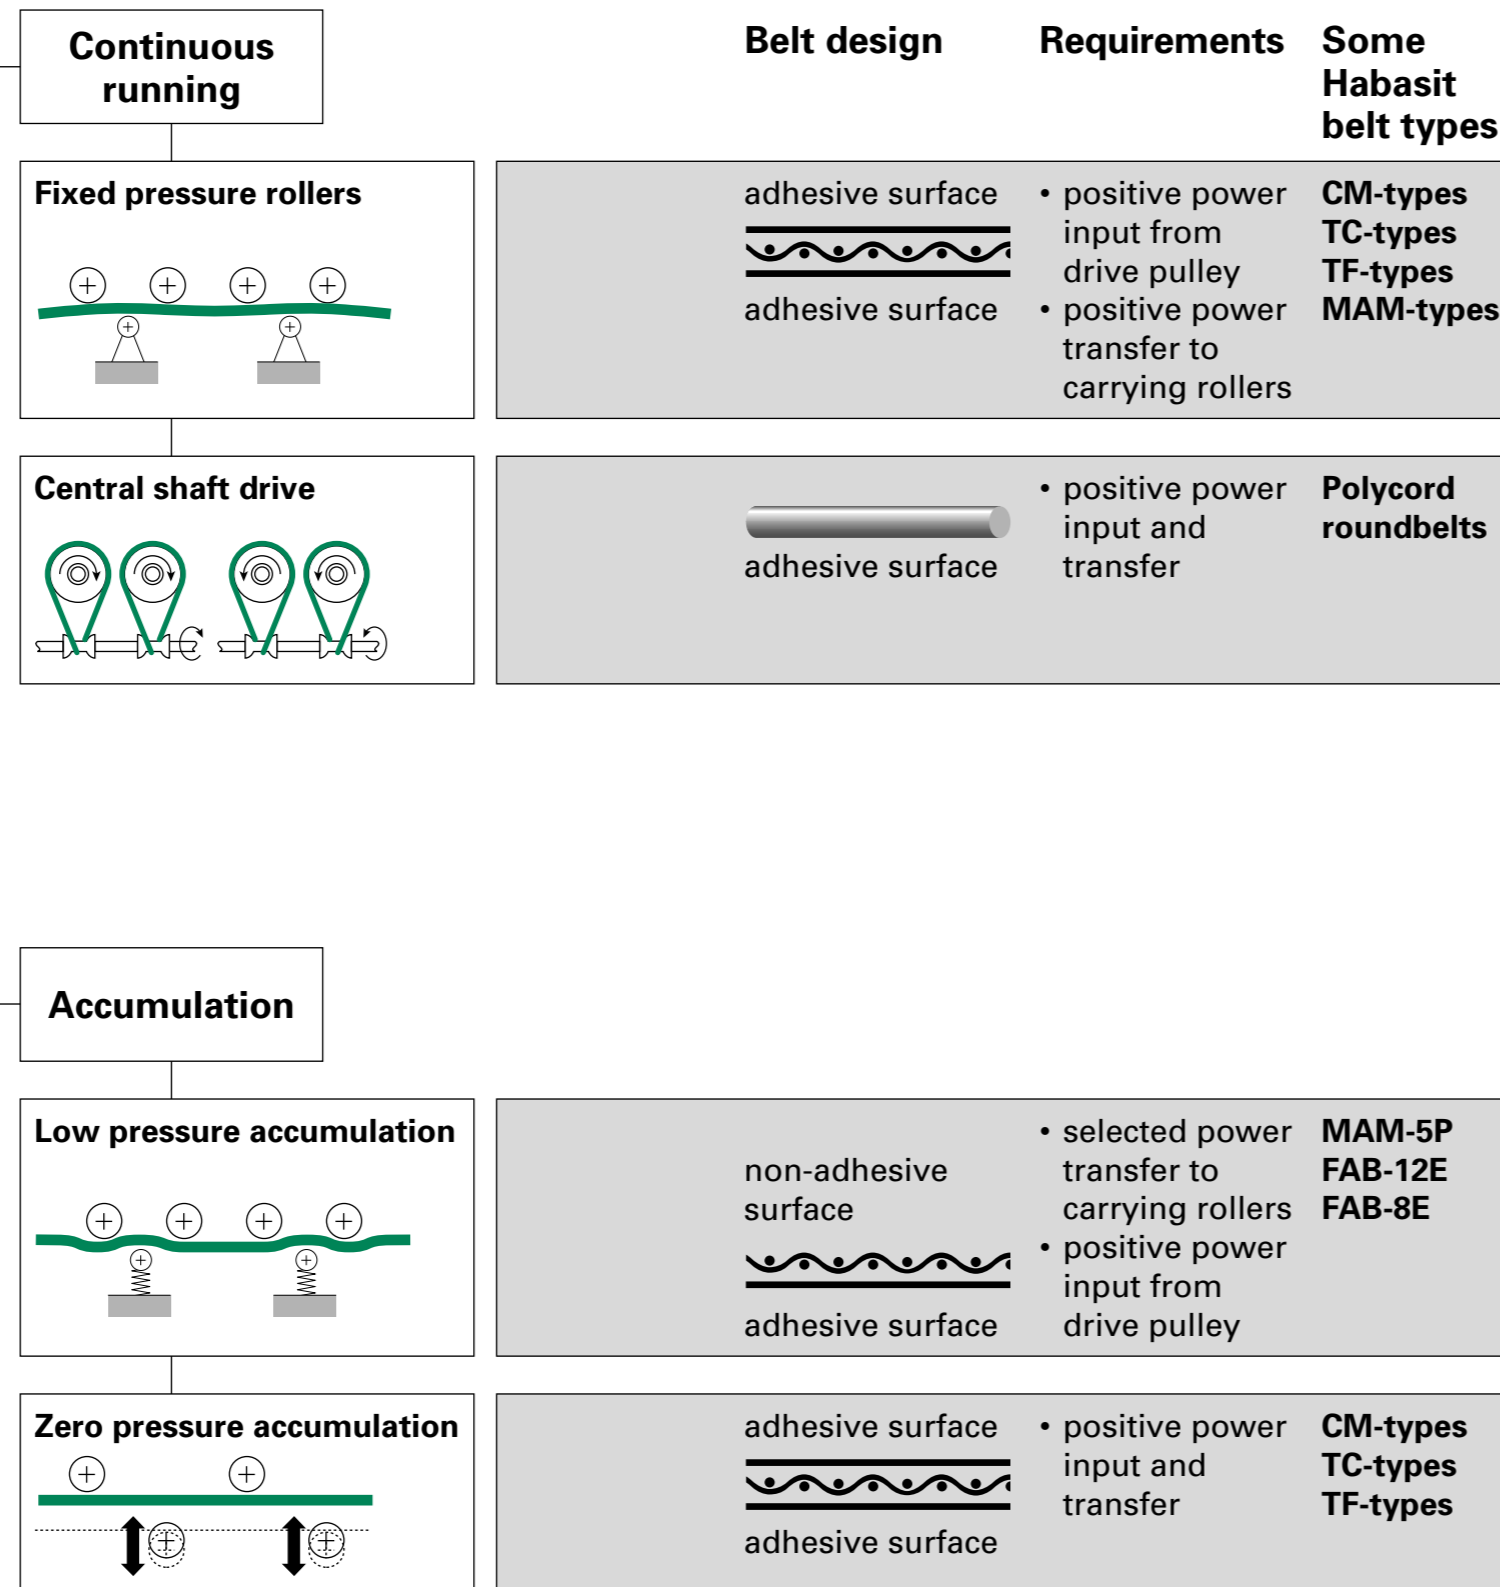 Continuous
running
Belt design
Requirements
Some
Habasit
belt types
Fixed pressure rollers
adhesive surface
adhesive surface
• positive power
input from
drive pulley
• positive power
transfer to
carrying rollers
CM-types
TC-types
TF-types
MAM-types
Central shaft drive
adhesive surface
• positive power
input and
transfer
Polycord
roundbelts
Accumulation
Low pressure accumulation
non-adhesive
surface
adhesive surface
• selected power
transfer to
carrying rollers
• positive power
input from
drive pulley
MAM-5P
FAB-12E
FAB-8E
Zero pressure accumulation
adhesive surface
adhesive surface
• positive power
input and
transfer
CM-types
TC-types
TF-types